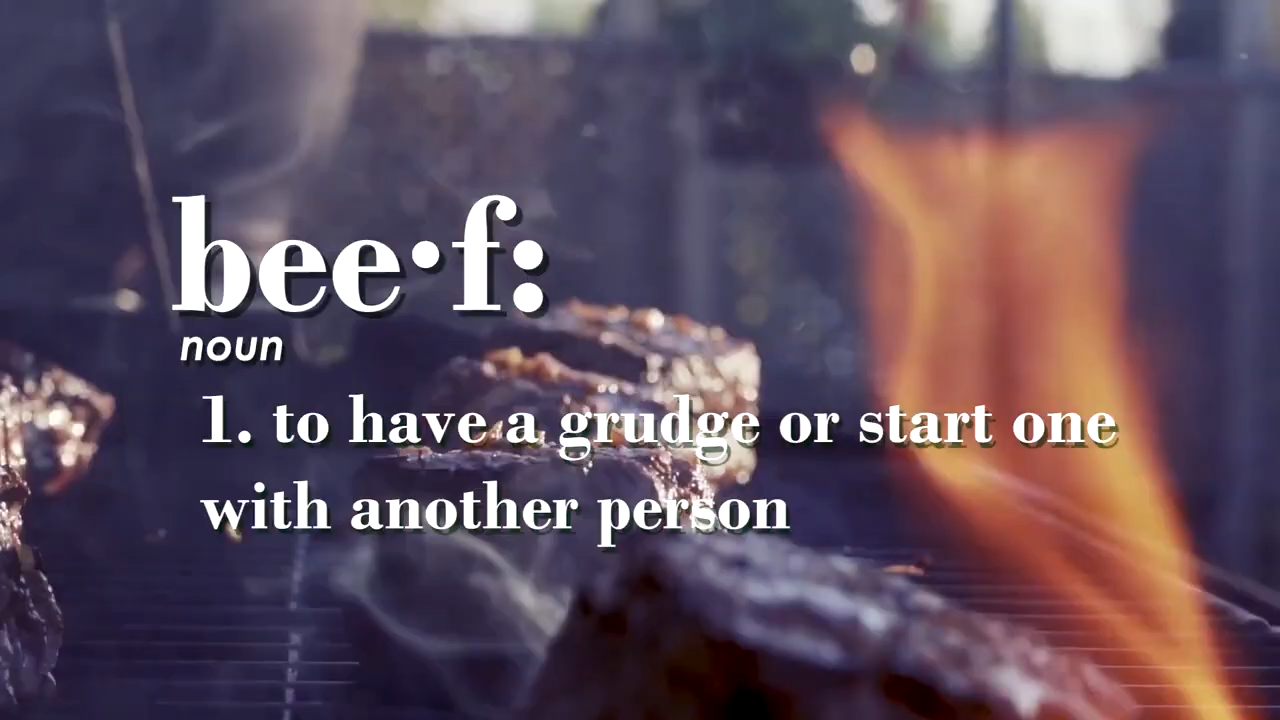 bee·f:
noun
1. to have a grudge or start one
with another person